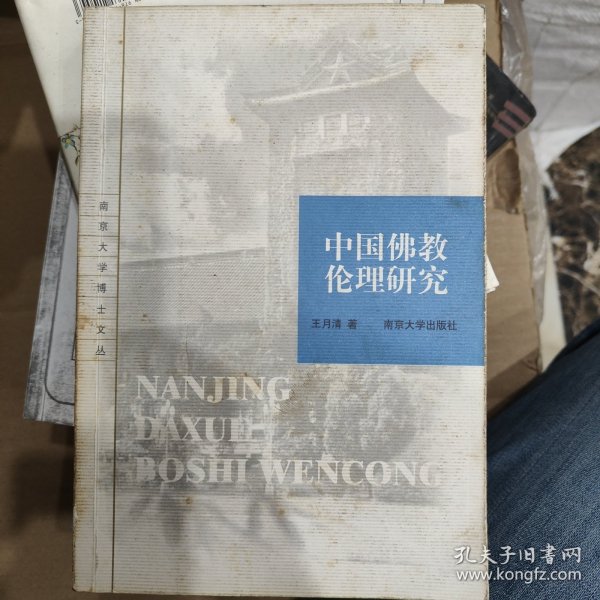 南京大学博士文丛
中国佛教
伦理研究
王月清 著 南京大学出版社
NANJING
DAXUE
BOSHI WENCONG
孔夫子旧书网
www.kongfz.com